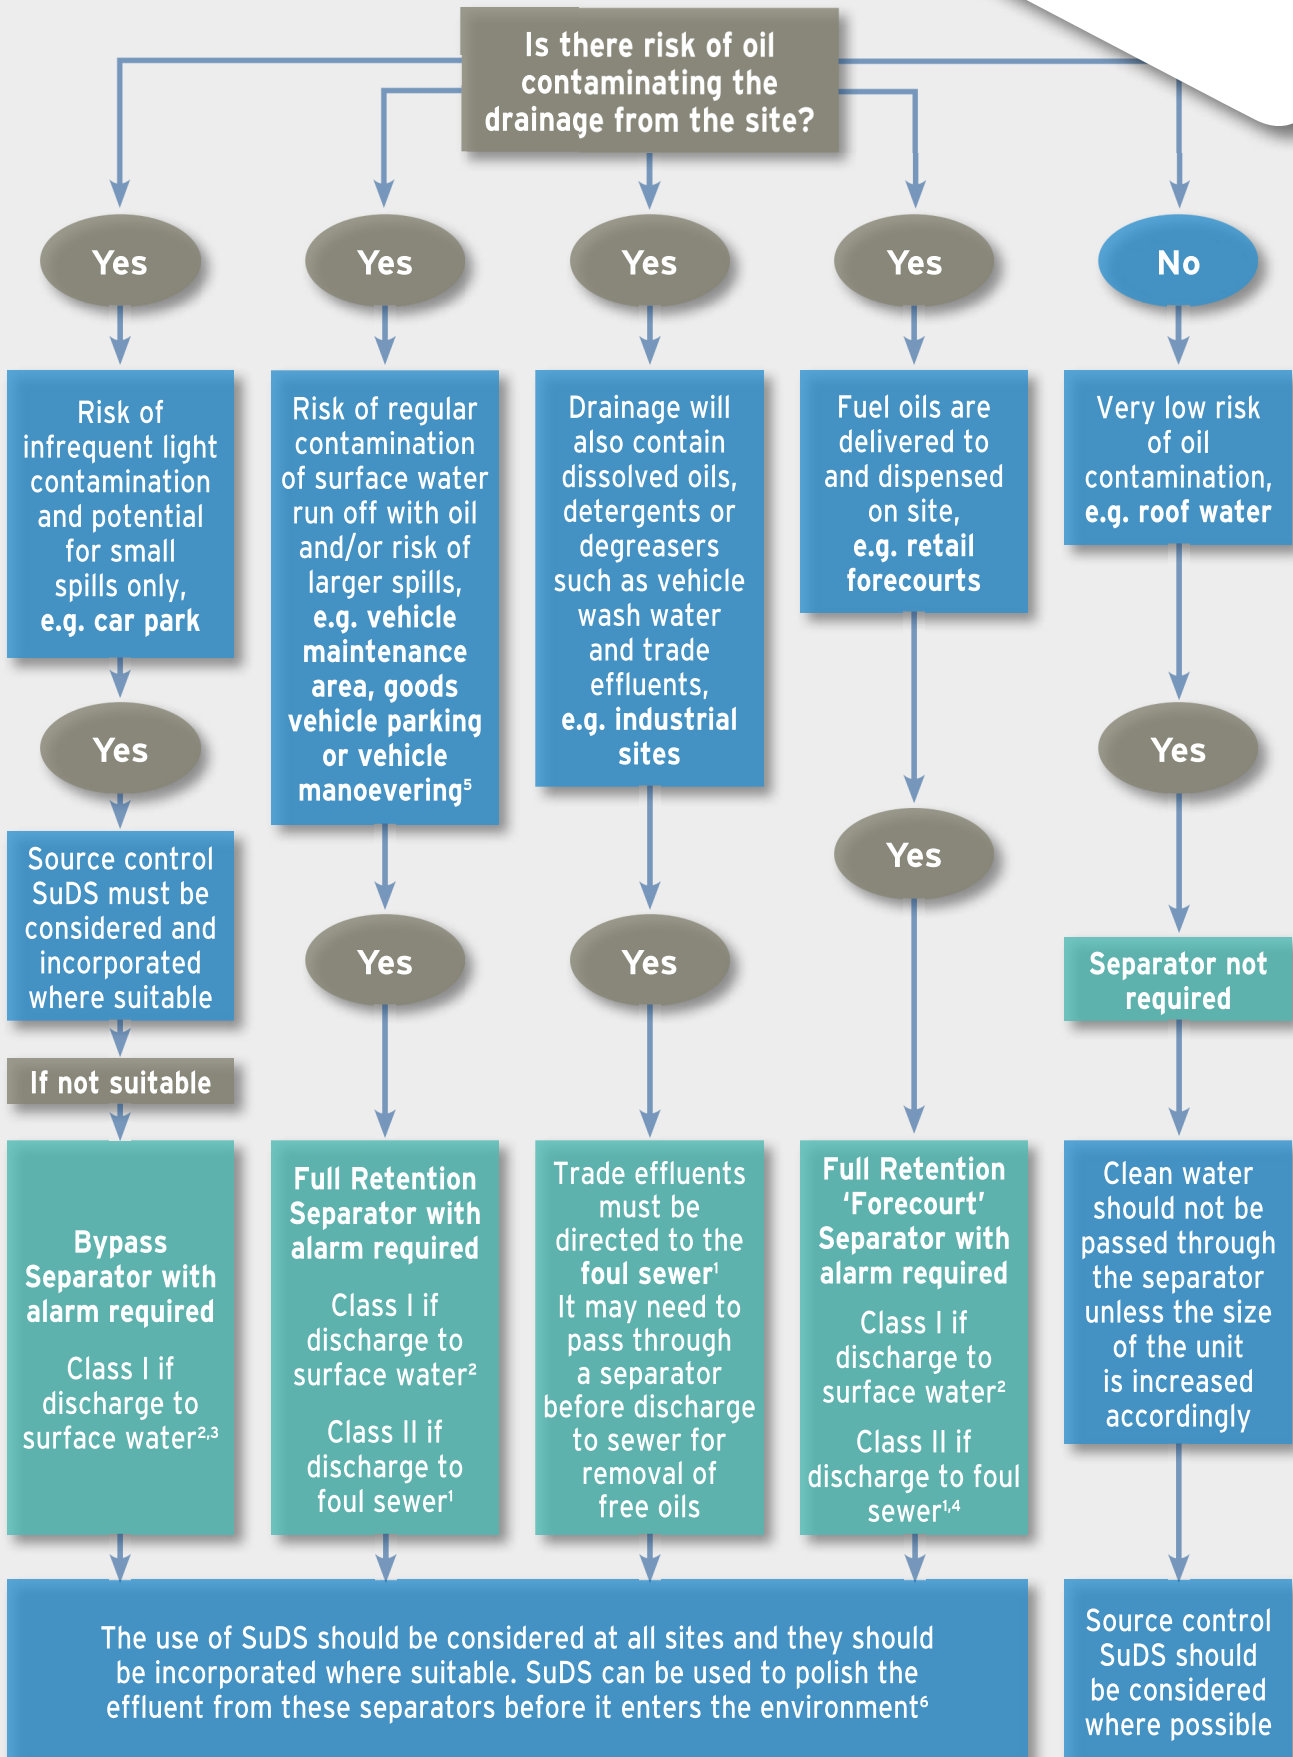 Is there risk of oil
contaminating the
drainage from the site?
Yes
Yes
Yes
Yes
No
Risk of
infrequent light
contamination
and potential
for small
spills only,
e.g. car park
Yes
Source control
SuDS must be
considered and
incorporated
where suitable
If not suitable
Bypass
Separator with
alarm required
Class I if
discharge to
surface water²,³
Risk of regular
contamination
of surface water
run off with oil
and/or risk of
larger spills,
e.g. vehicle
maintenance
area, goods
vehicle parking
or vehicle
manoevering⁵
Yes
Full Retention
Separator with
alarm required
Class I if
discharge to
surface water²
Class II if
discharge to
foul sewer¹
Drainage will
also contain
dissolved oils,
detergents or
degreasers
such as vehicle
wash water
and trade
effluents,
e.g. industrial
sites
Yes
Trade effluents
must be
directed to the
foul sewer¹
It may need to
pass through
a separator
before discharge
to sewer for
removal of
free oils
Fuel oils are
delivered to
and dispensed
on site,
e.g. retail
forecourts
Yes
Full Retention
‘Forecourt’
Separator with
alarm required
Class I if
discharge to
surface water²
Class II if
discharge to foul
sewer¹,⁴
Very low risk
of oil
contamination,
e.g. roof water
Yes
Separator not
required
Clean water
should not be
passed through
the separator
unless the size
of the unit
is increased
accordingly
The use of SuDS should be considered at all sites and they should
be incorporated where suitable. SuDS can be used to polish the
effluent from these separators before it enters the environment⁶
Source control
SuDS should
be considered
where possible